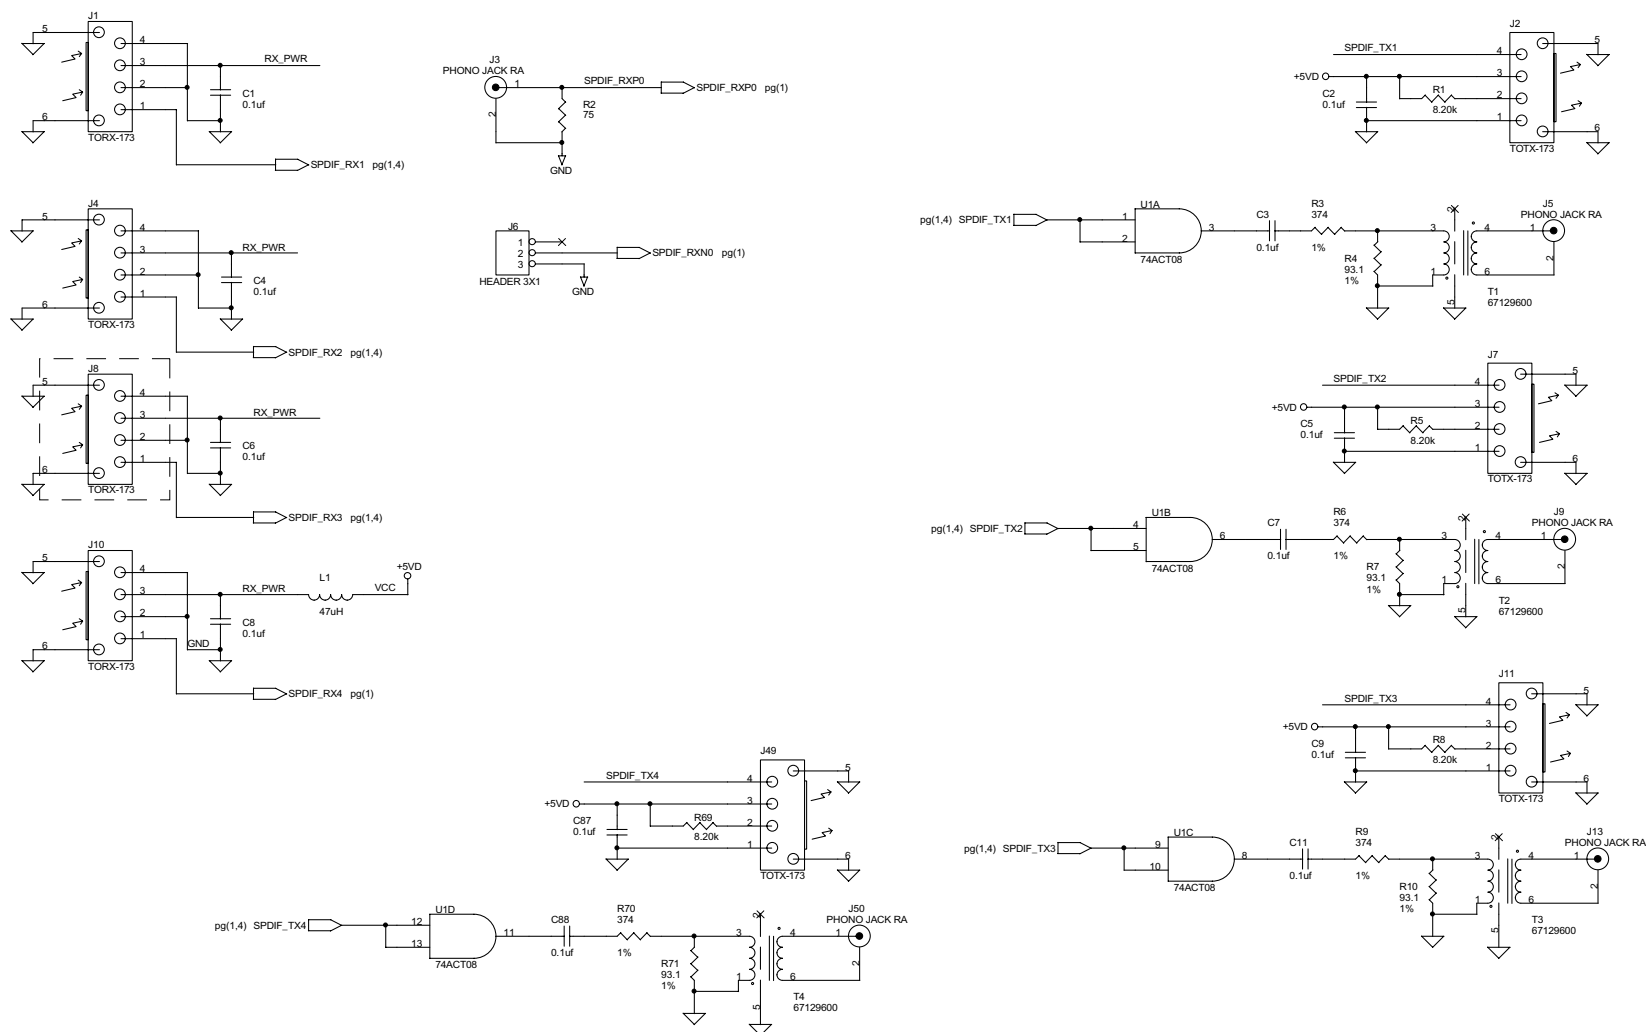 J1
5
4
3
2
1
6
RX_PWR
C1
0.1uf
TORX-173
SPDIF_RX1 pg(1,4)
J3
PHONO JACK RA
1
2
SPDIF_RXP0
SPDIF_RXP0 pg(1)
R2
75
GND
J2
SPDIF_TX1
+5VD
C2
0.1uf
R1
8.20k
4
3
2
1
5
6
TOTX-173
J4
5
4
3
2
1
6
RX_PWR
C4
0.1uf
TORX-173
SPDIF_RX2 pg(1,4)
J6
1
2
3
HEADER 3X1
SPDIF_RXN0 pg(1)
GND
pg(1,4) SPDIF_TX1
U1A
1
2
3
74ACT08
C3
0.1uf
R3
374
1%
R4
93.1
1%
3
1
2
5
4
6
T1
67129600
J5
PHONO JACK RA
1
2
J8
5
4
3
2
1
6
RX_PWR
C6
0.1uf
TORX-173
SPDIF_RX3 pg(1,4)
J7
SPDIF_TX2
+5VD
C5
0.1uf
R5
8.20k
4
3
2
1
5
6
TOTX-173
pg(1,4) SPDIF_TX2
U1B
4
5
6
74ACT08
C7
0.1uf
R6
374
1%
R7
93.1
1%
3
1
2
5
4
6
T2
67129600
J9
PHONO JACK RA
1
2
J10
5
4
3
2
1
6
RX_PWR
L1
47uH
VCC
+5VD
C8
0.1uf
GND
TORX-173
SPDIF_RX4 pg(1)
J11
SPDIF_TX3
+5VD
C9
0.1uf
R8
8.20k
4
3
2
1
5
6
TOTX-173
J49
SPDIF_TX4
+5VD
C87
0.1uf
R69
8.20k
4
3
2
1
5
6
TOTX-173
pg(1,4) SPDIF_TX3
U1C
9
10
8
74ACT08
C11
0.1uf
R9
374
1%
R10
93.1
1%
3
1
2
5
4
6
T3
67129600
J13
PHONO JACK RA
1
2
pg(1,4) SPDIF_TX4
U1D
12
13
11
74ACT08
C88
0.1uf
R70
374
1%
R71
93.1
1%
3
1
2
5
4
6
T4
67129600
J50
PHONO JACK RA
1
2